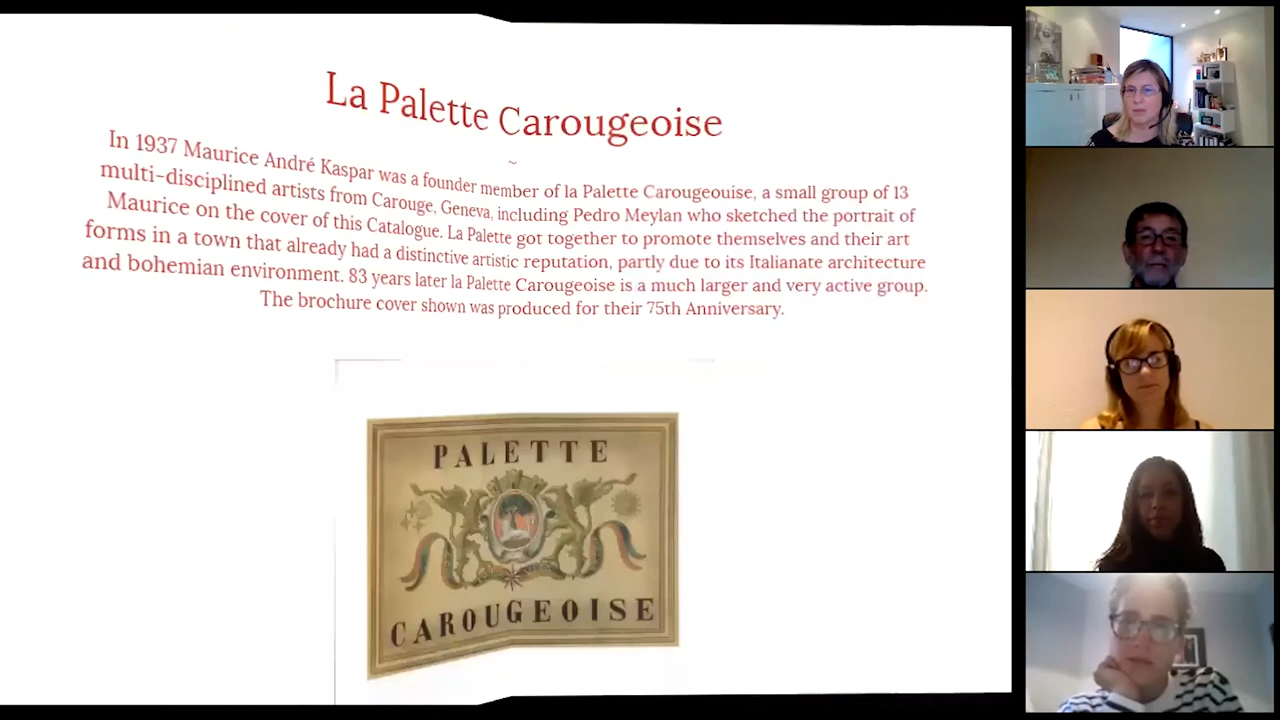 La Palette Carougeoise
~
In 1937 Maurice André Kaspar was a founder member of la Palette Carougeouise, a small group of 13
multi-disciplined artists from Carouge, Geneva, including Pedro Meylan who sketched the portrait of
Maurice on the cover of this Catalogue. La Palette got together to promote themselves and their art
forms in a town that already had a distinctive artistic reputation, partly due to its Italianate architecture
and bohemian environment. 83 years later la Palette Carougeoise is a much larger and very active group.
The brochure cover shown was produced for their 75th Anniversary.
PALETTE
CAROUGEOISE